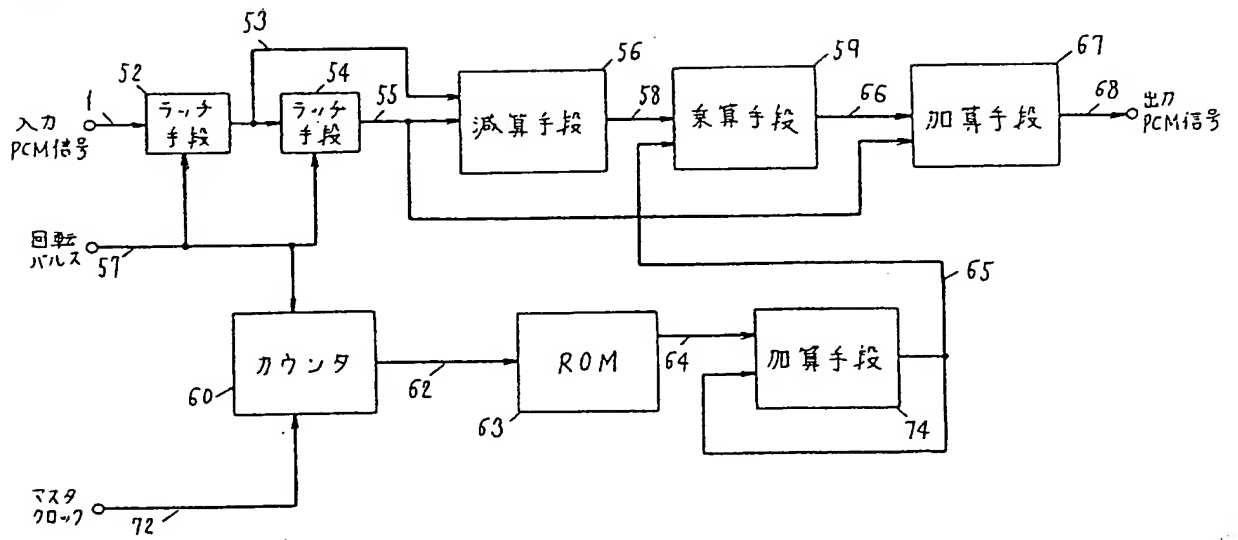 53
52
ラッチ
手段
54
ラッチ
手段
55
56
減算手段
58
59
乗算手段
66
67
加算手段
68
出力
PCM信号
1
入力
PCM信号
回転
パルス
57
65
カウンタ
60
62
ROM
63
64
加算手段
74
マスタ
クロック
72